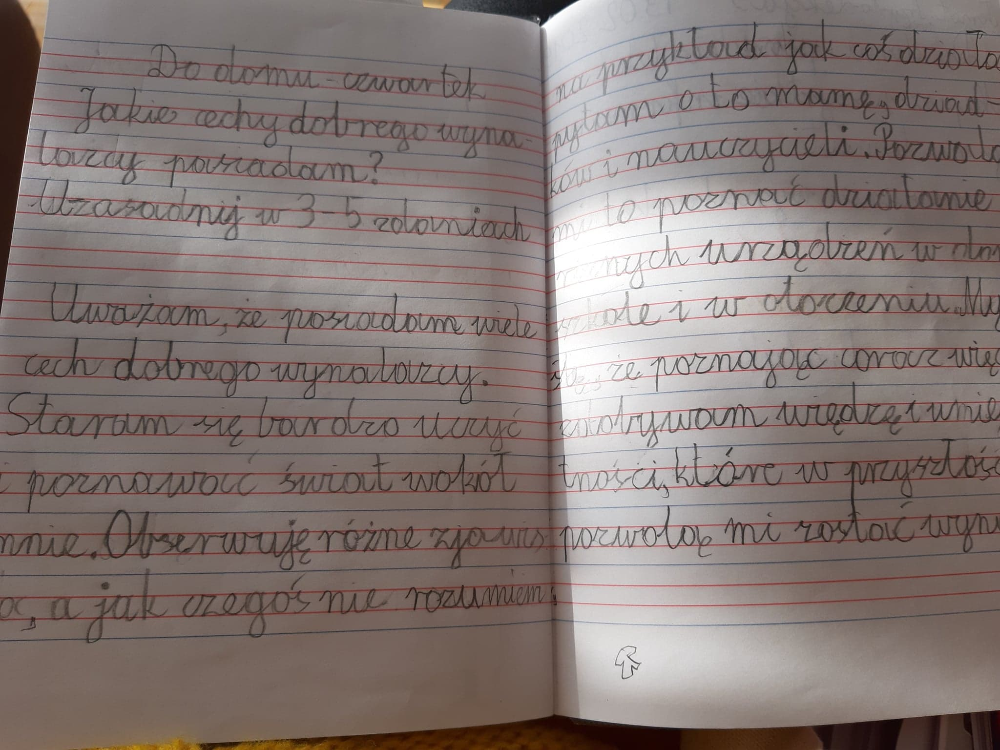 Do domu - czwartek
Jakie cechy dobrego wyna-
lazcy posiadam?
Uzasadnij w 3-5 zdaniach
Uważam, że posiadam wiele
cech dobrego wynalazcy.
Staram się bardzo uczyć
i poznawać świat wokół
mnie. Obserwuję różne zjawis
a jak czegoś nie rozumiem,
na przykład jak coś działa
pytam o to mamę, dziad-
ków i nauczycieli. Pozwala
mi to poznać działanie
różnych urządzeń w
szkole i w otoczeniu. My
że poznając coraz więc
zdobywam więdzę i umie
tności, które w przyszłośc
pozwolą mi zostać wyn